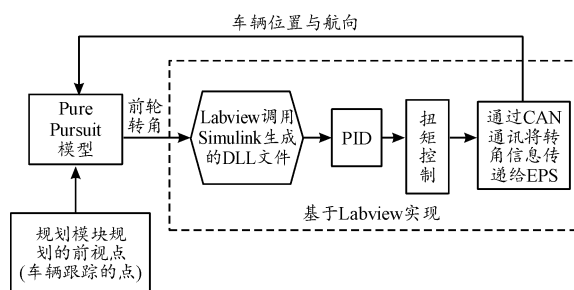 车辆位置与航向
Pure
Pursuit
模型
前轮
转角
Labview调用
Simulink生成
的DLL文件
PID
扭
矩
控
制
通过CAN
通讯将转
角信息传
递给EPS
基于Labview实现
规划模块规
划的前视点
(车辆跟踪的点)